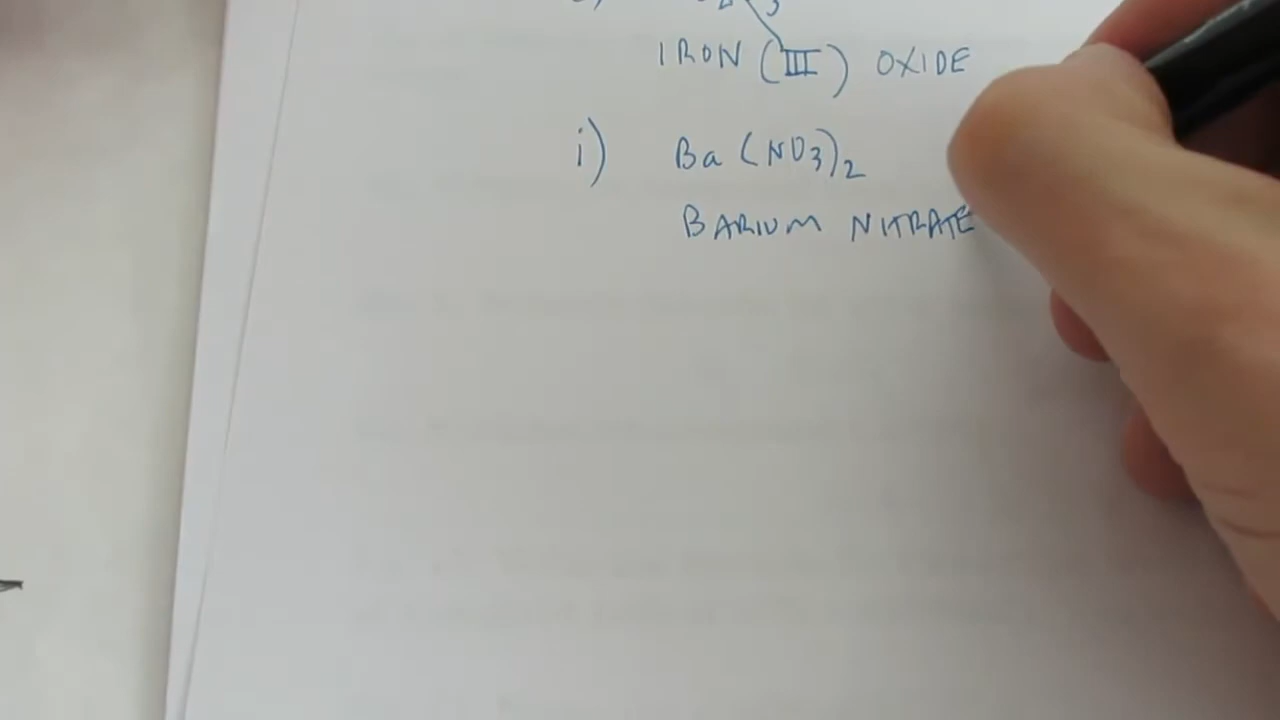 IRON (III) OXIDE
i) Ba (NO3)2
BARIUM NITRATE